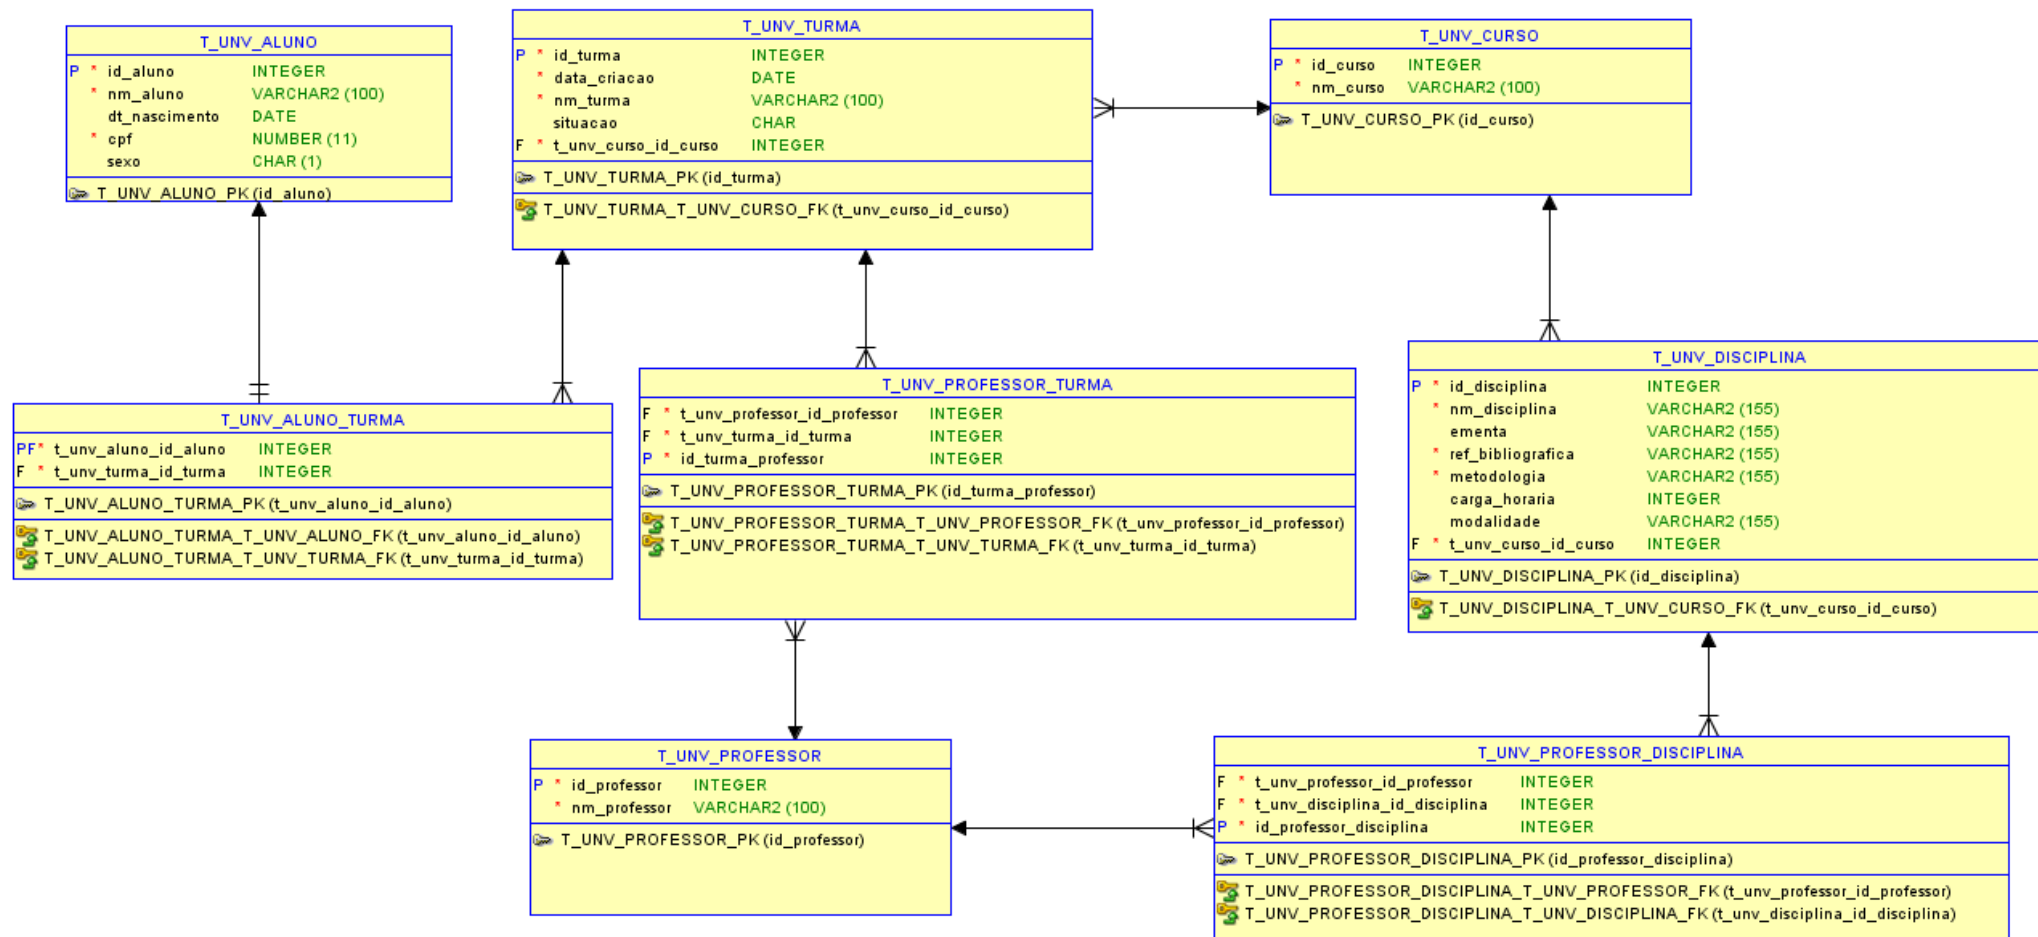 T_UNV_ALUNO
P * id_aluno INTEGER
* nm_aluno VARCHAR2 (100)
dt_nascimento DATE
* cpf NUMBER (11)
sexo CHAR (1)
T_UNV_ALUNO_PK (id_aluno)
T_UNV_TURMA
P * id_turma INTEGER
* data_criacao DATE
* nm_turma VARCHAR2 (100)
situacao CHAR
F * t_unv_curso_id_curso INTEGER
T_UNV_TURMA_PK (id_turma)
T_UNV_TURMA_T_UNV_CURSO_FK (t_unv_curso_id_curso)
T_UNV_CURSO
P * id_curso INTEGER
* nm_curso VARCHAR2 (100)
T_UNV_CURSO_PK (id_curso)
T_UNV_ALUNO_TURMA
PF* t_unv_aluno_id_aluno INTEGER
F * t_unv_turma_id_turma INTEGER
T_UNV_ALUNO_TURMA_PK (t_unv_aluno_id_aluno)
T_UNV_ALUNO_TURMA_T_UNV_ALUNO_FK (t_unv_aluno_id_aluno)
T_UNV_ALUNO_TURMA_T_UNV_TURMA_FK (t_unv_turma_id_turma)
T_UNV_PROFESSOR_TURMA
F * t_unv_professor_id_professor INTEGER
F * t_unv_turma_id_turma INTEGER
P * id_turma_professor INTEGER
T_UNV_PROFESSOR_TURMA_PK (id_turma_professor)
T_UNV_PROFESSOR_TURMA_T_UNV_PROFESSOR_FK (t_unv_professor_id_professor)
T_UNV_PROFESSOR_TURMA_T_UNV_TURMA_FK (t_unv_turma_id_turma)
T_UNV_DISCIPLINA
P * id_disciplina INTEGER
* nm_disciplina VARCHAR2 (155)
ementa VARCHAR2 (155)
* ref_bibliografica VARCHAR2 (155)
* metodologia VARCHAR2 (155)
carga_horaria INTEGER
modalidade VARCHAR2 (155)
F * t_unv_curso_id_curso INTEGER
T_UNV_DISCIPLINA_PK (id_disciplina)
T_UNV_DISCIPLINA_T_UNV_CURSO_FK (t_unv_curso_id_curso)
T_UNV_PROFESSOR
P * id_professor INTEGER
* nm_professor VARCHAR2 (100)
T_UNV_PROFESSOR_PK (id_professor)
T_UNV_PROFESSOR_DISCIPLINA
F * t_unv_professor_id_professor INTEGER
F * t_unv_disciplina_id_disciplina INTEGER
P * id_professor_disciplina INTEGER
T_UNV_PROFESSOR_DISCIPLINA_PK (id_professor_disciplina)
T_UNV_PROFESSOR_DISCIPLINA_T_UNV_PROFESSOR_FK (t_unv_professor_id_professor)
T_UNV_PROFESSOR_DISCIPLINA_T_UNV_DISCIPLINA_FK (t_unv_disciplina_id_disciplina)